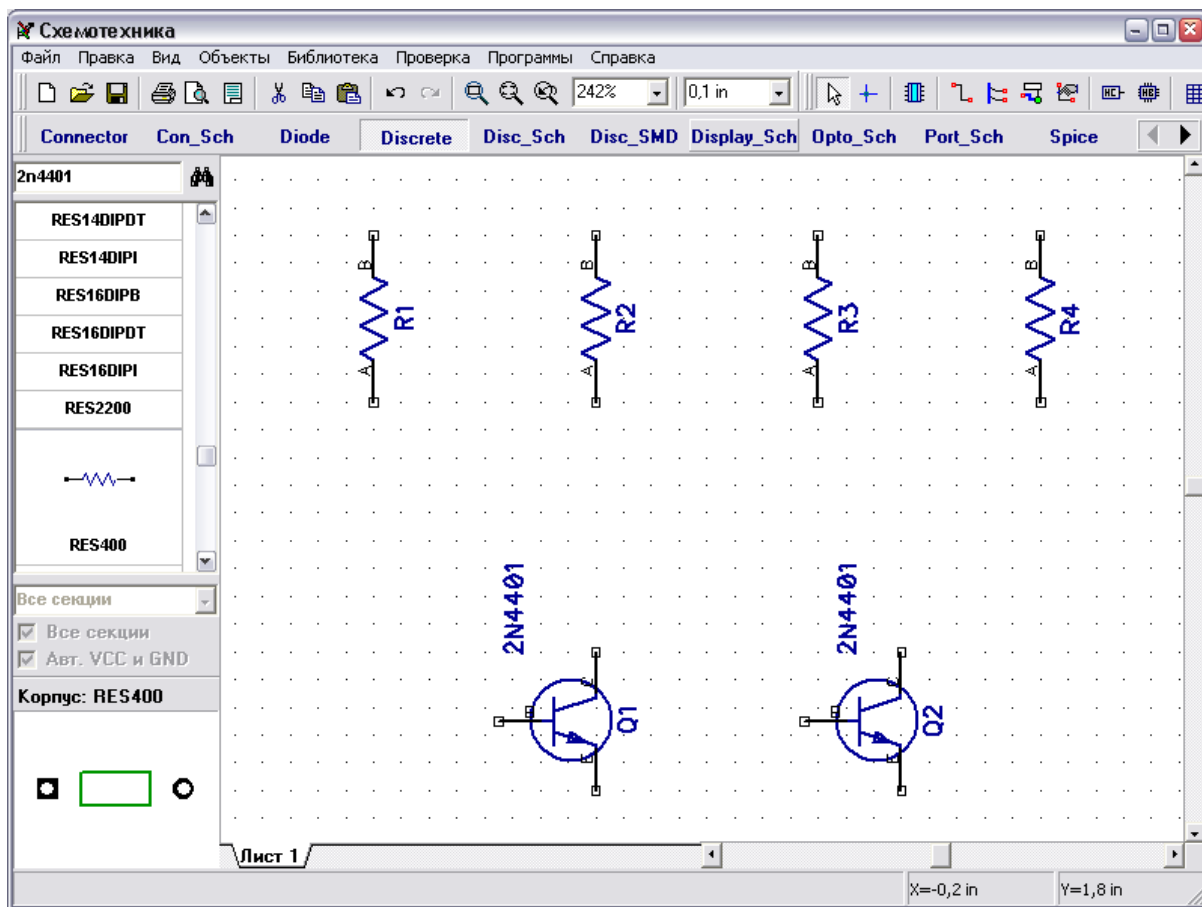 Схемотехника
Файл Правка Вид Объекты Библиотека Проверка Программы Справка
242% 0,1 in
Connector Con_Sch Diode Discrete Disc_Sch Disc_SMD Display_Sch Opto_Sch Port_Sch Spice
2n4401
RES14DIPDT
RES14DIPI
RES16DIPB
RES16DIPDT
RES16DIPI
RES2200
RES400
Все секции
Все секции
Авт. VCC и GND
Корпус: RES400
B B B B
R1 R2 R3 R4
A A A A
2N4401 2N4401
C C
B B
Q1 Q2
E E
Лист 1
X=-0,2 in Y=1,8 in